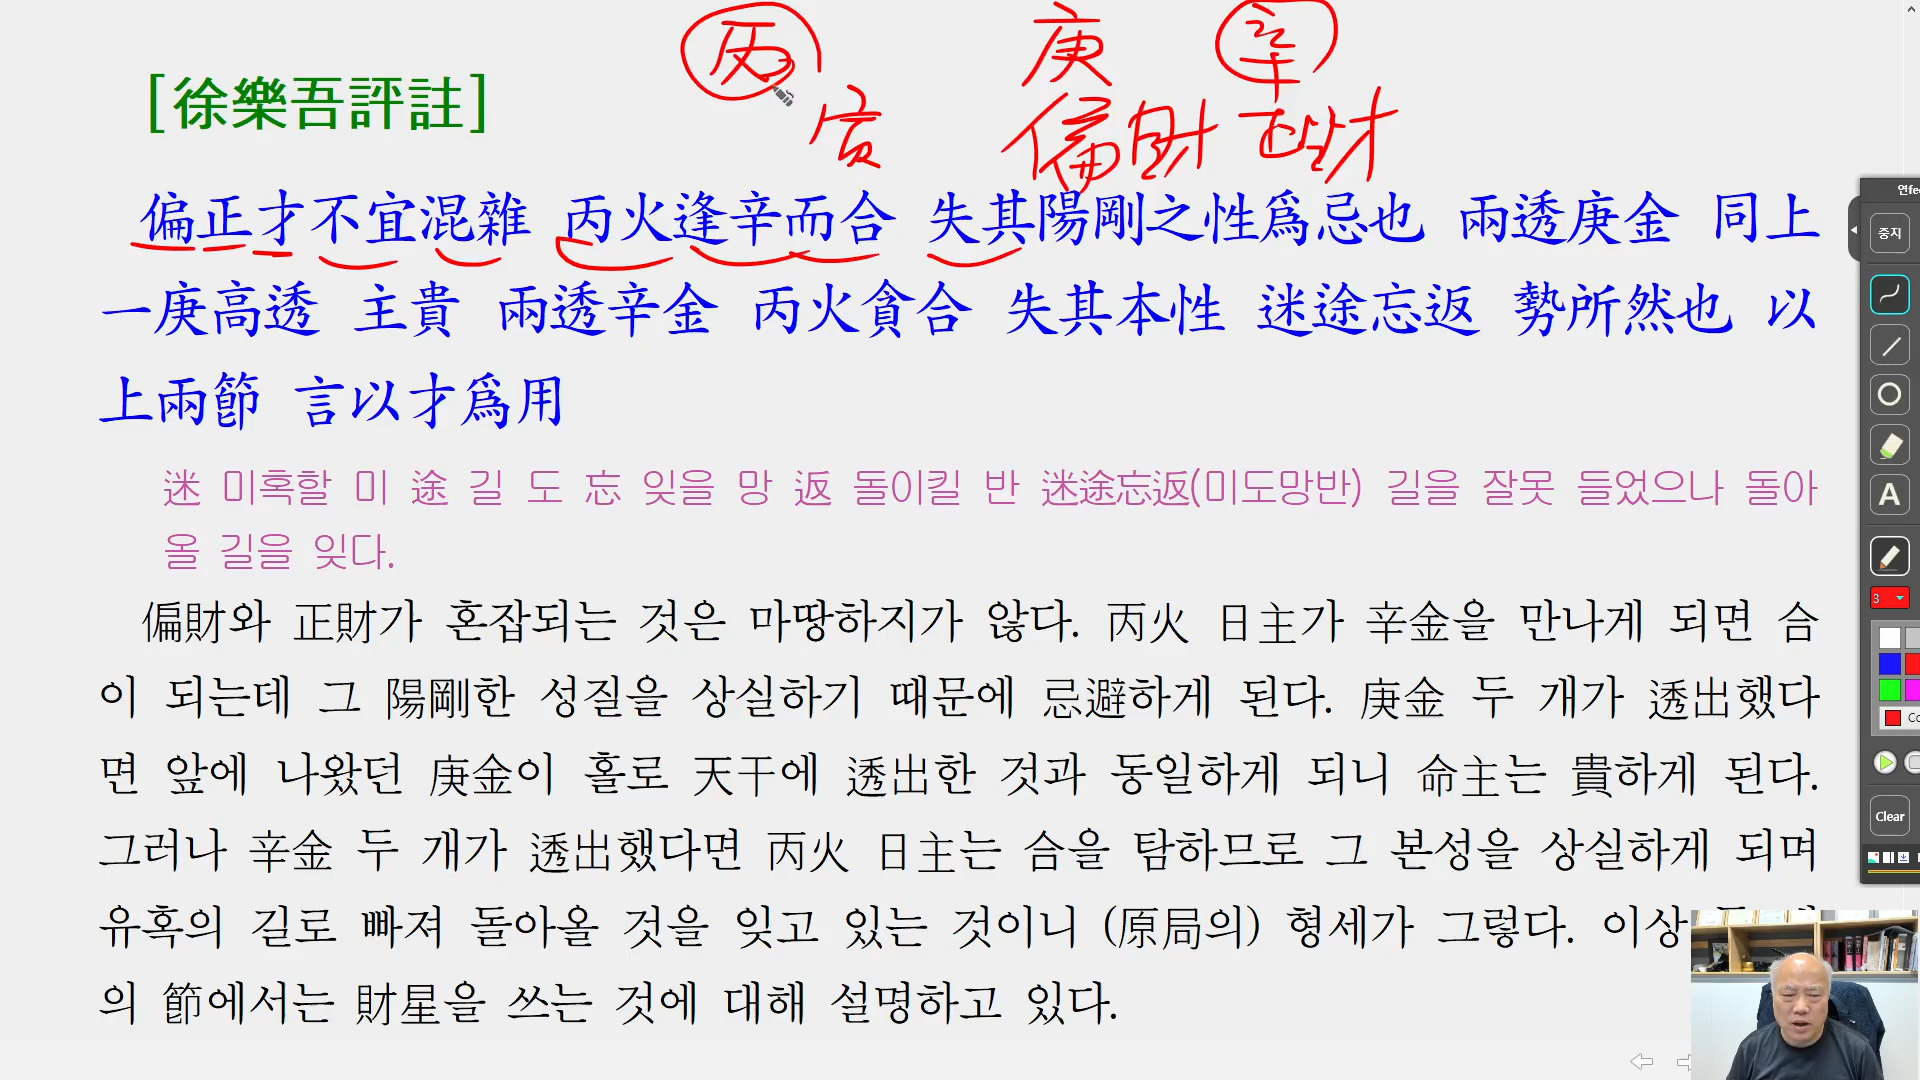 丙 庚 辛
寅 偏財 正財
[徐樂吾評註]
偏正才不宜混雜 丙火逢辛而合 失其陽剛之性爲忌也 兩透庚金 同上
一庚高透 主貴 兩透辛金 丙火貪合 失其本性 迷途忘返 勢所然也 以
上兩節 言以才爲用
迷 미혹할 미 途 길 도 忘 잊을 망 返 돌이킬 반 迷途忘返(미도망반) 길을 잘못 들었으나 돌아
올 길을 잊다.
偏財와 正財가 혼잡되는 것은 마땅하지가 않다. 丙火 日主가 辛金을 만나게 되면 合
이 되는데 그 陽剛한 성질을 상실하기 때문에 忌避하게 된다. 庚金 두 개가 透出했다
면 앞에 나왔던 庚金이 홀로 天干에 透出한 것과 동일하게 되니 命主는 貴하게 된다.
그러나 辛金 두 개가 透出했다면 丙火 日主는 合을 탐하므로 그 본성을 상실하게 되며
유혹의 길로 빠져 돌아올 것을 잊고 있는 것이니 (原局의) 형세가 그렇다. 이상
의 節에서는 財星을 쓰는 것에 대해 설명하고 있다.
중지
A
3
Clear